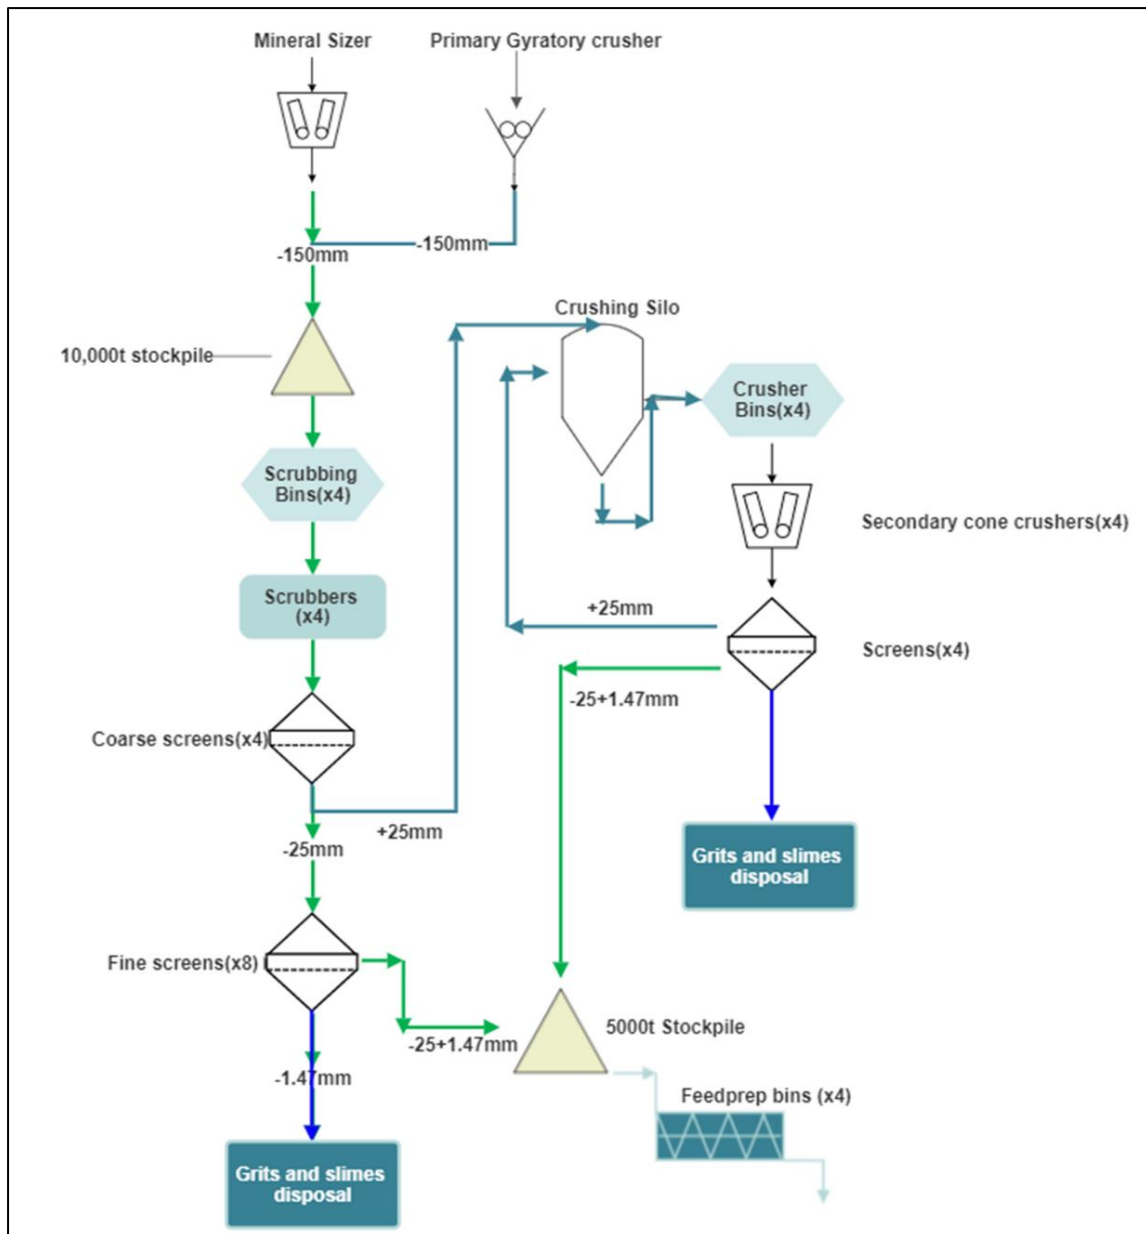 Mineral Sizer
Primary Gyratory crusher
-150mm
-150mm
Crushing Silo
10,000t stockpile
Crusher
Bins(x4)
Scrubbing
Bins(x4)
Secondary cone crushers(x4)
Scrubbers
(x4)
+25mm
Screens(x4)
-25+1.47mm
Coarse screens(x4)
+25mm
-25mm
Grits and slimes
disposal
Fine screens(x8)
5000t Stockpile
-25+1.47mm
-1.47mm
Feedprep bins (x4)
Grits and slimes
disposal